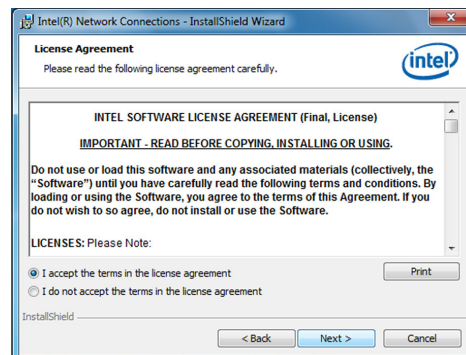 Intel(R) Network Connections - InstallShield Wizard
License Agreement
Please read the following license agreement carefully.
intel
INTEL SOFTWARE LICENSE AGREEMENT (Final, License)
IMPORTANT - READ BEFORE COPYING, INSTALLING OR USING.
Do not use or load this software and any associated materials (collectively, the
“Software”) until you have carefully read the following terms and conditions. By
loading or using the Software, you agree to the terms of this Agreement. If you
do not wish to so agree, do not install or use the Software.
LICENSES: Please Note:
I accept the terms in the license agreement
Print
I do not accept the terms in the license agreement
InstallShield
< Back
Next >
Cancel